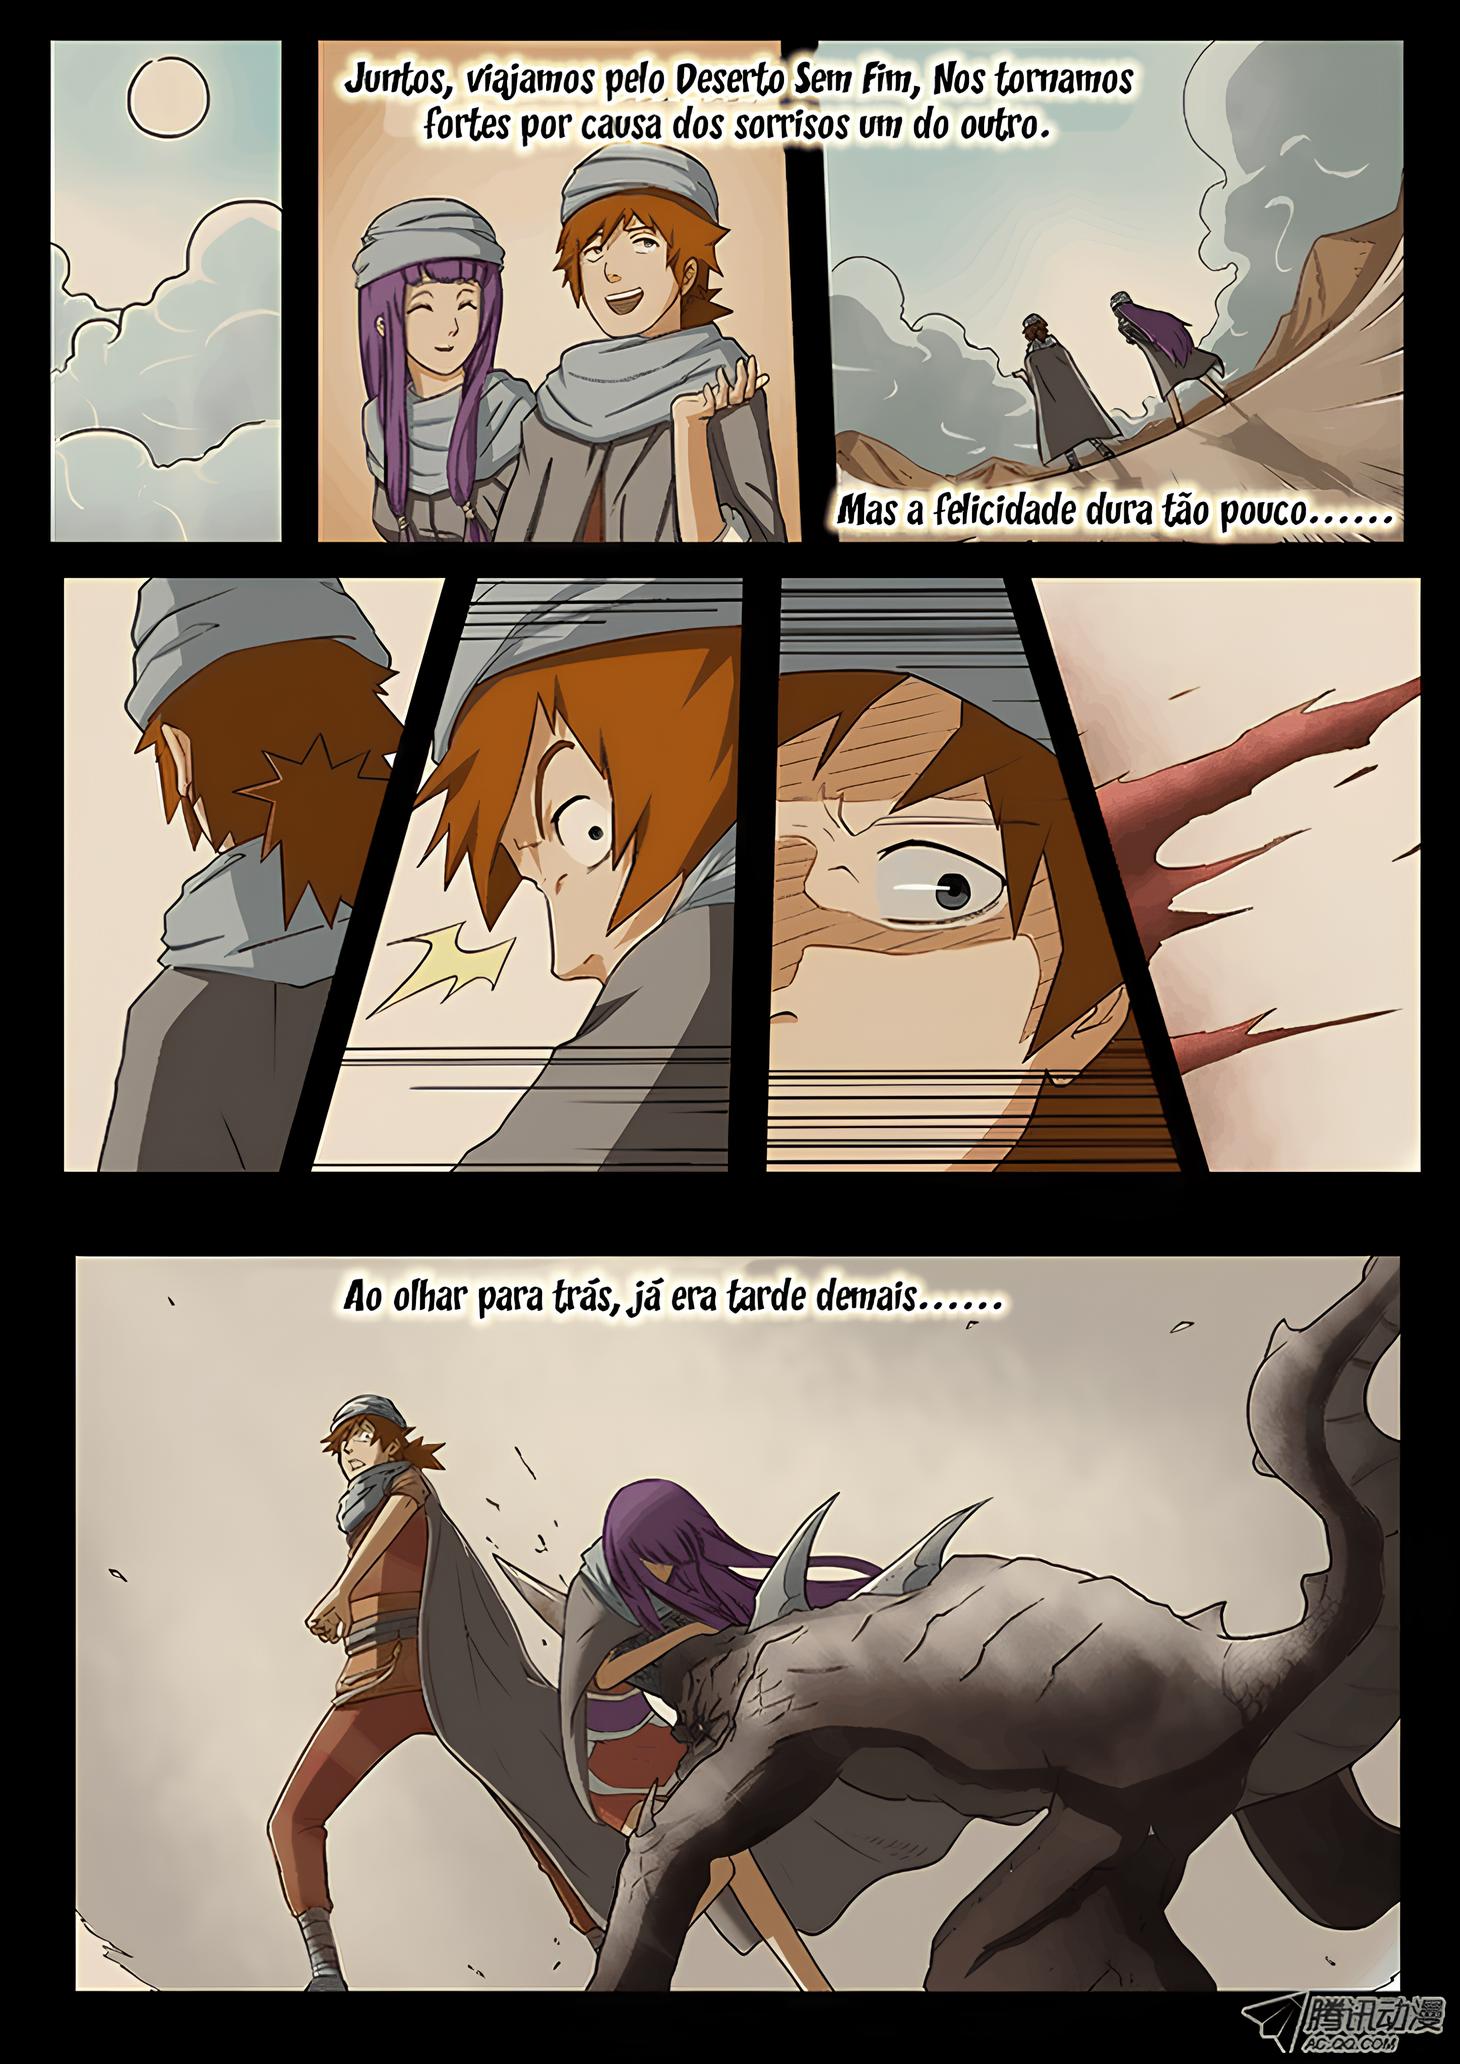 Juntos, viajamos pelo Deserto Sem Fim, Nos tornamos
fortes por causa dos sorrisos um do outro.
Mas a felicidade dura tão pouco......
Ao olhar para trás, já era tarde demais......
腾讯动漫
AC.QQ.COM